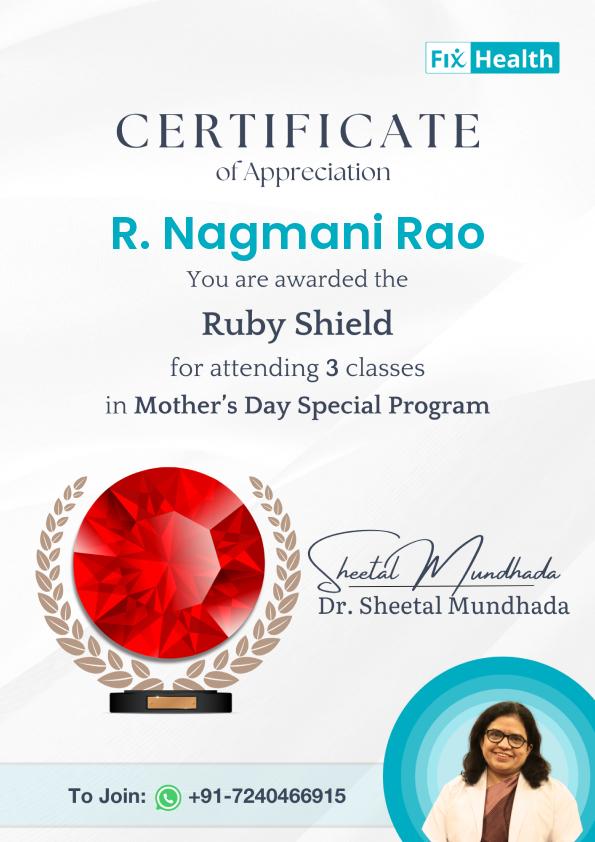 Fix Health
CERTIFICATE
of Appreciation
R. Nagmani Rao
You are awarded the
Ruby Shield
for attending 3 classes
in Mother's Day Special Program
Sheetal Mundhada
Dr. Sheetal Mundhada
To Join: +91-7240466915